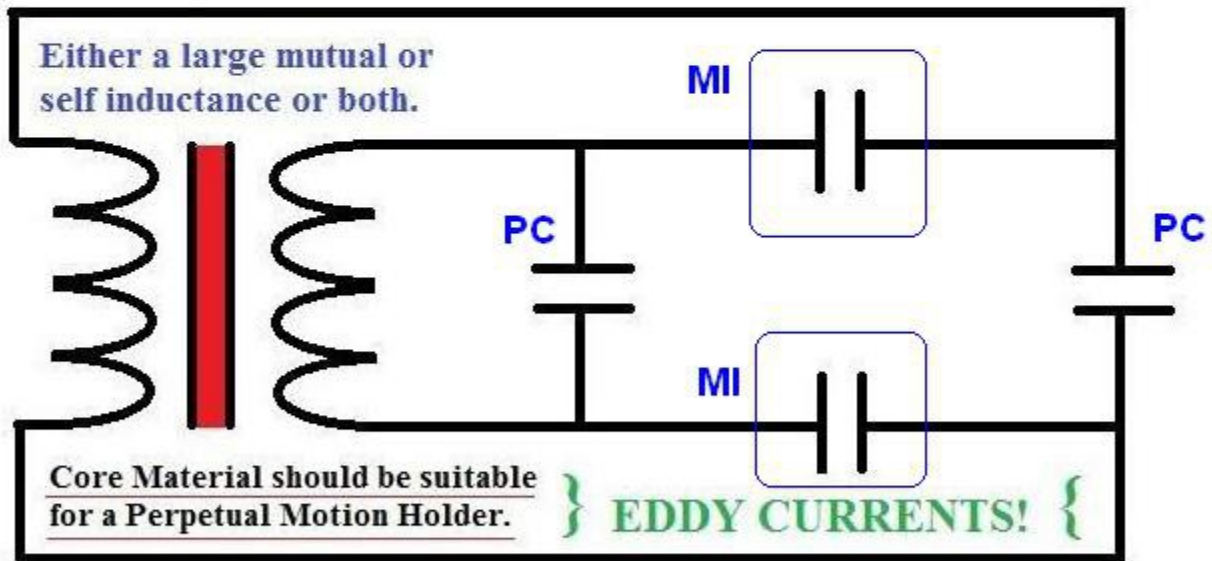 Either a large mutual or
self inductance or both.
MI
PC
PC
MI
Core Material should be suitable
for a Perpetual Motion Holder.
} EDDY CURRENTS! {